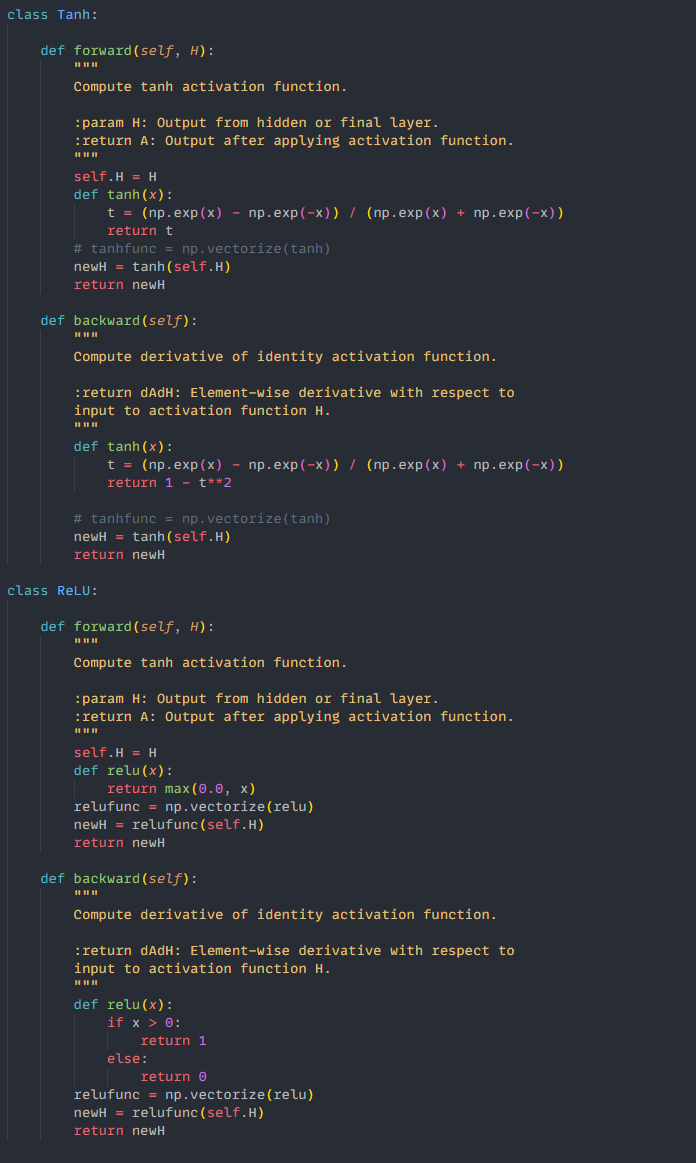 class Tanh:
    def forward(self, H):
        """
        Compute tanh activation function.
        :param H: Output from hidden or final layer.
        :return A: Output after applying activation function.
        """
        self.H = H
        def tanh(x):
            t = (np.exp(x) - np.exp(-x)) / (np.exp(x) + np.exp(-x))
            return t
        # tanhfunc = np.vectorize(tanh)
        newH = tanh(self.H)
        return newH
    def backward(self):
        """
        Compute derivative of identity activation function.
        :return dAdH: Element-wise derivative with respect to
        input to activation function H.
        """
        def tanh(x):
            t = (np.exp(x) - np.exp(-x)) / (np.exp(x) + np.exp(-x))
            return 1 - t**2
        # tanhfunc = np.vectorize(tanh)
        newH = tanh(self.H)
        return newH
class ReLU:
    def forward(self, H):
        """
        Compute tanh activation function.
        :param H: Output from hidden or final layer.
        :return A: Output after applying activation function.
        """
        self.H = H
        def relu(x):
            return max(0.0, x)
        relufunc = np.vectorize(relu)
        newH = relufunc(self.H)
        return newH
    def backward(self):
        """
        Compute derivative of identity activation function.
        :return dAdH: Element-wise derivative with respect to
        input to activation function H.
        """
        def relu(x):
            if x > 0:
                return 1
            else:
                return 0
        relufunc = np.vectorize(relu)
        newH = relufunc(self.H)
        return newH